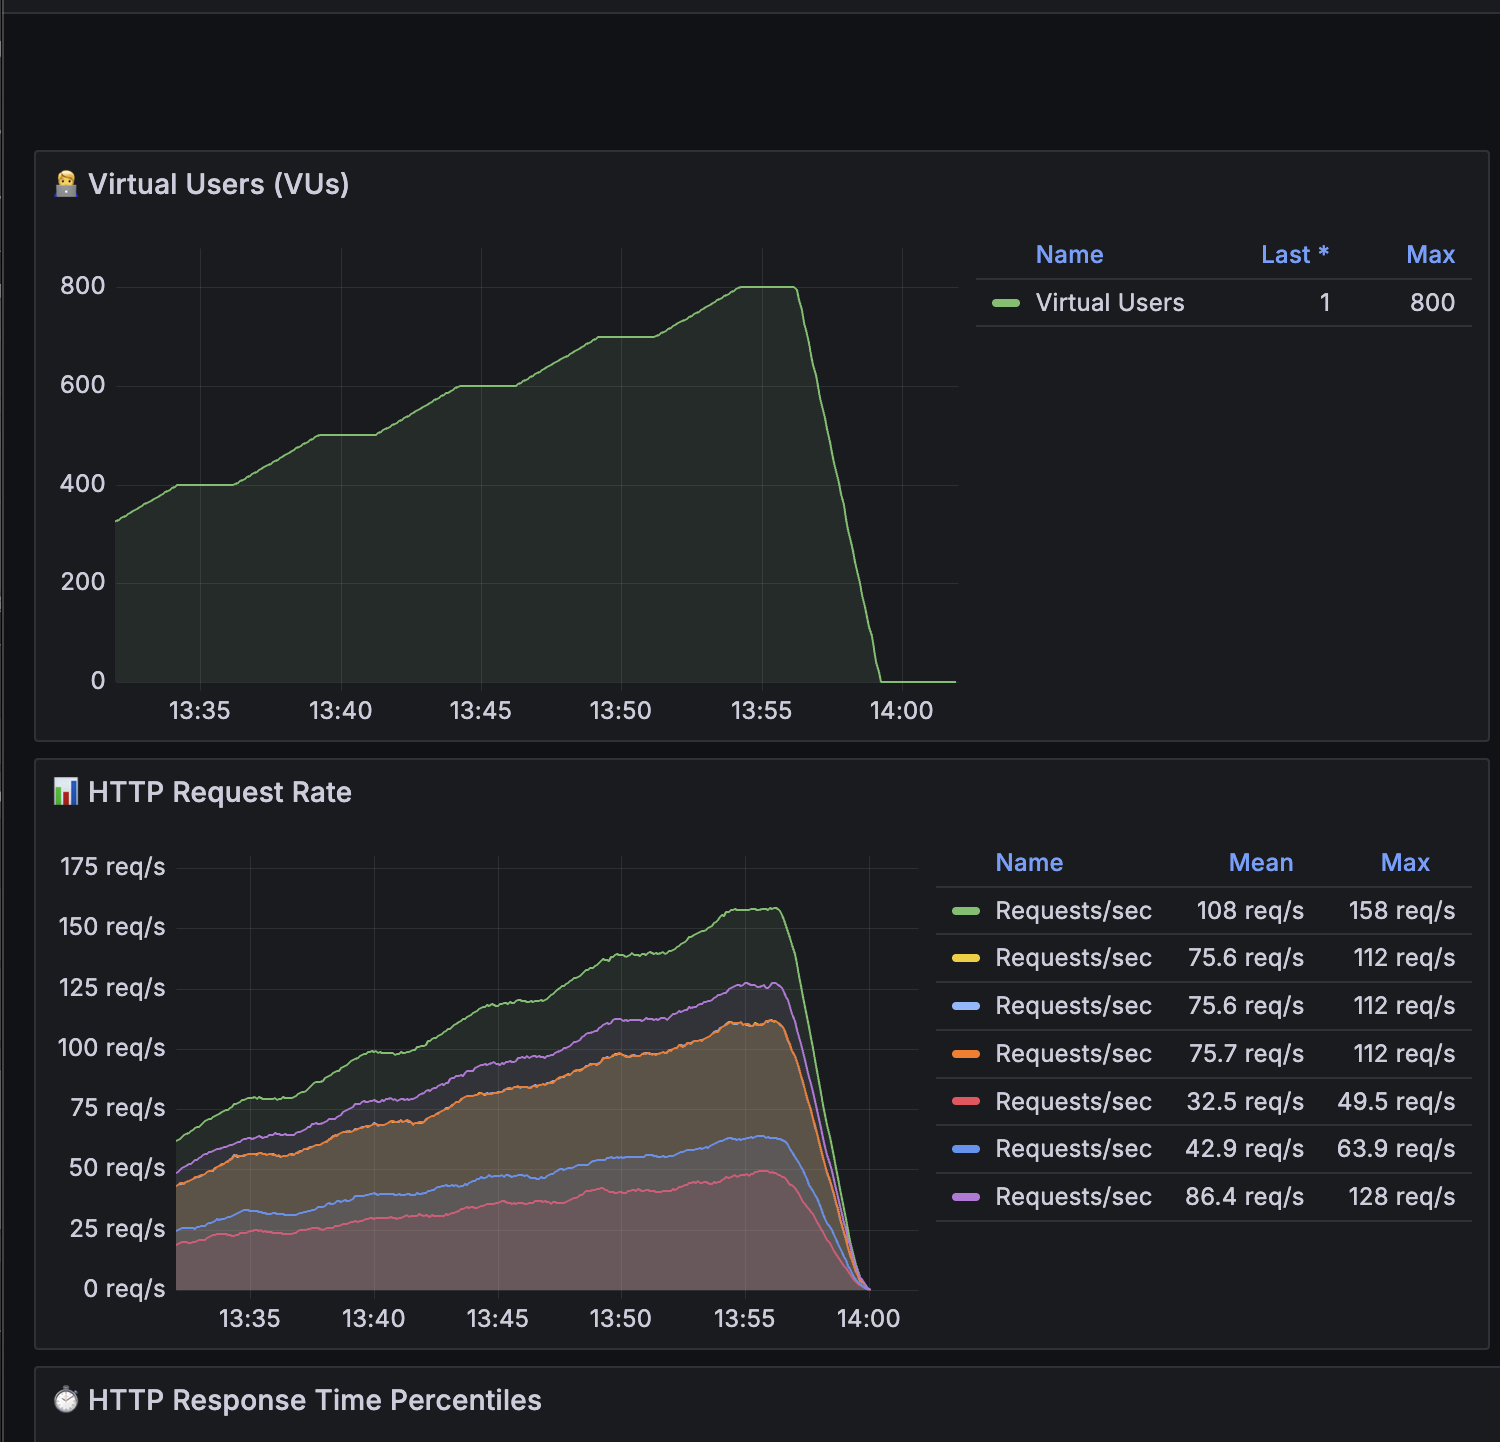 Virtual Users (VUs)
Name Last * Max
Virtual Users 1 800
800
600
400
200
0
13:35 13:40 13:45 13:50 13:55 14:00
HTTP Request Rate
Name Mean Max
Requests/sec 108 req/s 158 req/s
Requests/sec 75.6 req/s 112 req/s
Requests/sec 75.6 req/s 112 req/s
Requests/sec 75.7 req/s 112 req/s
Requests/sec 32.5 req/s 49.5 req/s
Requests/sec 42.9 req/s 63.9 req/s
Requests/sec 86.4 req/s 128 req/s
175 req/s
150 req/s
125 req/s
100 req/s
75 req/s
50 req/s
25 req/s
0 req/s
13:35 13:40 13:45 13:50 13:55 14:00
HTTP Response Time Percentiles